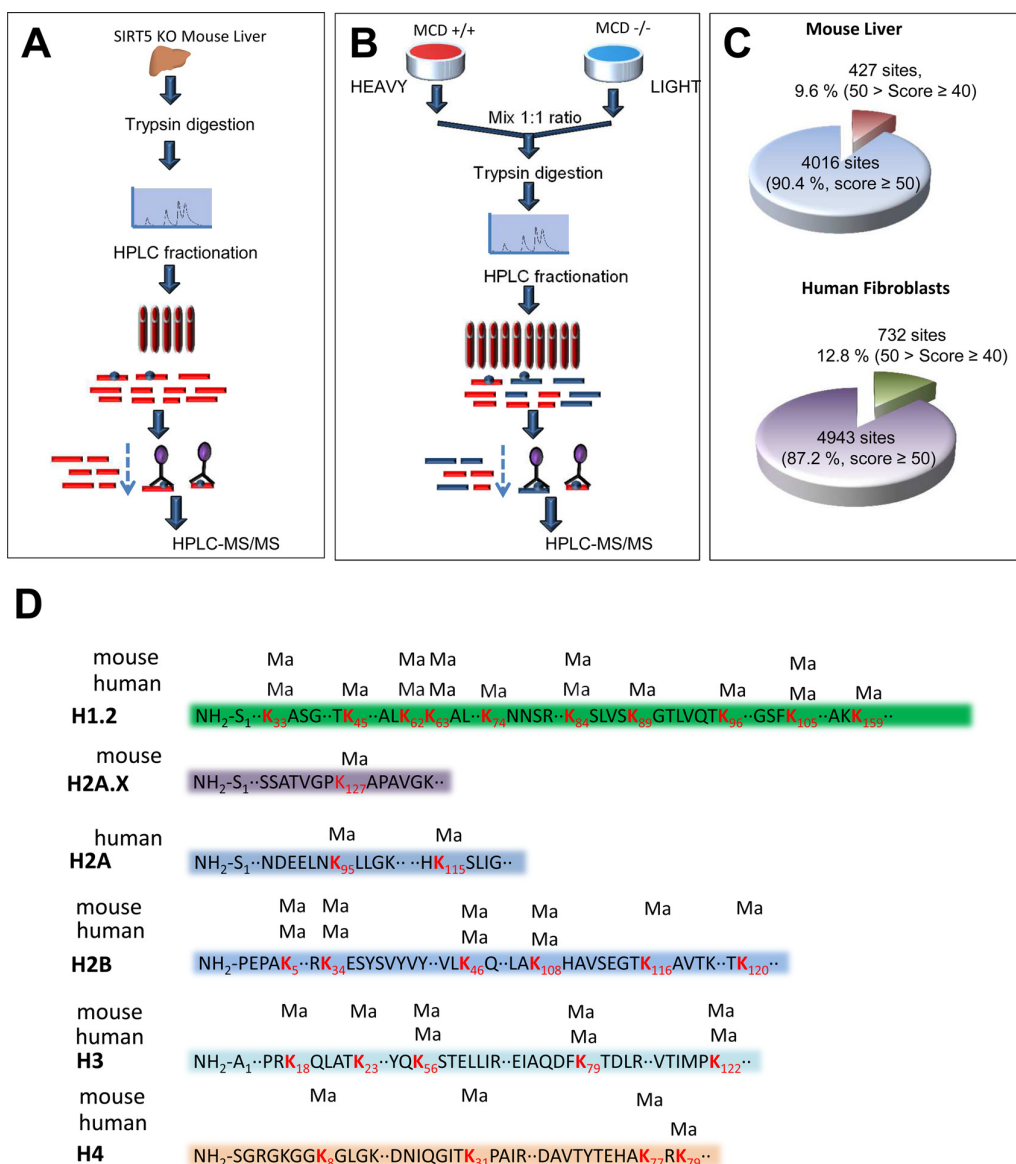 A
SIRT5 KO Mouse Liver
Trypsin digestion
HPLC fractionation
HPLC-MS/MS
B
MCD +/+ MCD -/-
HEAVY LIGHT
Mix 1:1 ratio
Trypsin digestion
HPLC fractionation
HPLC-MS/MS
C
Mouse Liver
427 sites,
9.6 % (50 > Score ≥ 40)
4016 sites
(90.4 %, score ≥ 50)
Human Fibroblasts
732 sites
12.8 % (50 > Score ≥ 40)
4943 sites
(87.2 %, score ≥ 50)
D
mouse Ma Ma Ma Ma Ma
human Ma Ma Ma Ma Ma Ma Ma Ma Ma Ma
H1.2 NH2-S1··K33ASG··TK45··ALK62K63AL··K74NNSR··K84SLVSK89GTLVQTK96··GSFK105··AKK159··
mouse Ma
H2A.X NH2-S1··SSATVGPK127APAVGK··
human Ma Ma
H2A NH2-S1··NDEELNK95LLGK·· ··HK115SLIG··
mouse Ma Ma Ma Ma Ma Ma
human Ma Ma Ma Ma
H2B NH2-PEPAK5··RK34ESYSVYVY··VLK46Q··LAK108HAVSEGTK116AVTK··TK120··
mouse Ma Ma Ma Ma Ma
human Ma Ma Ma
H3 NH2-A1··PRK18QLATK23··YQK56STELLIR··EIAQDFK79TDLR··VTIMPK122··
mouse Ma Ma Ma
human Ma
H4 NH2-SGRGKGGK8GLGK··DNIQGITK31PAIR··DAVTYTEHAK77RK79··